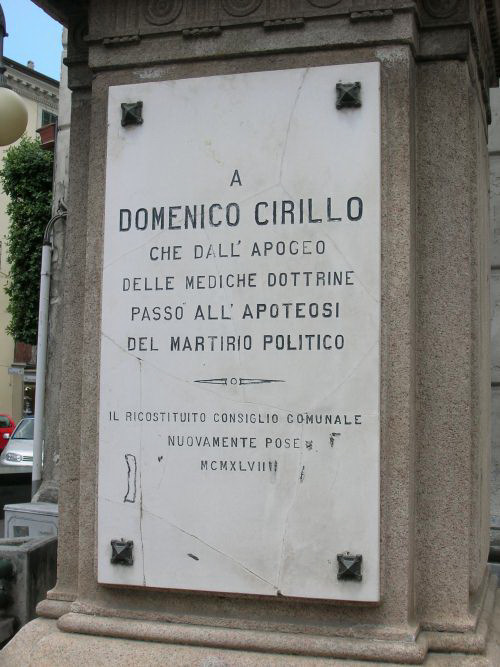 A
DOMENICO CIRILLO
CHE DALL' APOGEO
DELLE MEDICHE DOTTRINE
PASSO' ALL' APOTEOSI
DEL MARTIRIO POLITICO
IL RICOSTITUITO CONSIGLIO COMUNALE
NUOVAMENTE POSE